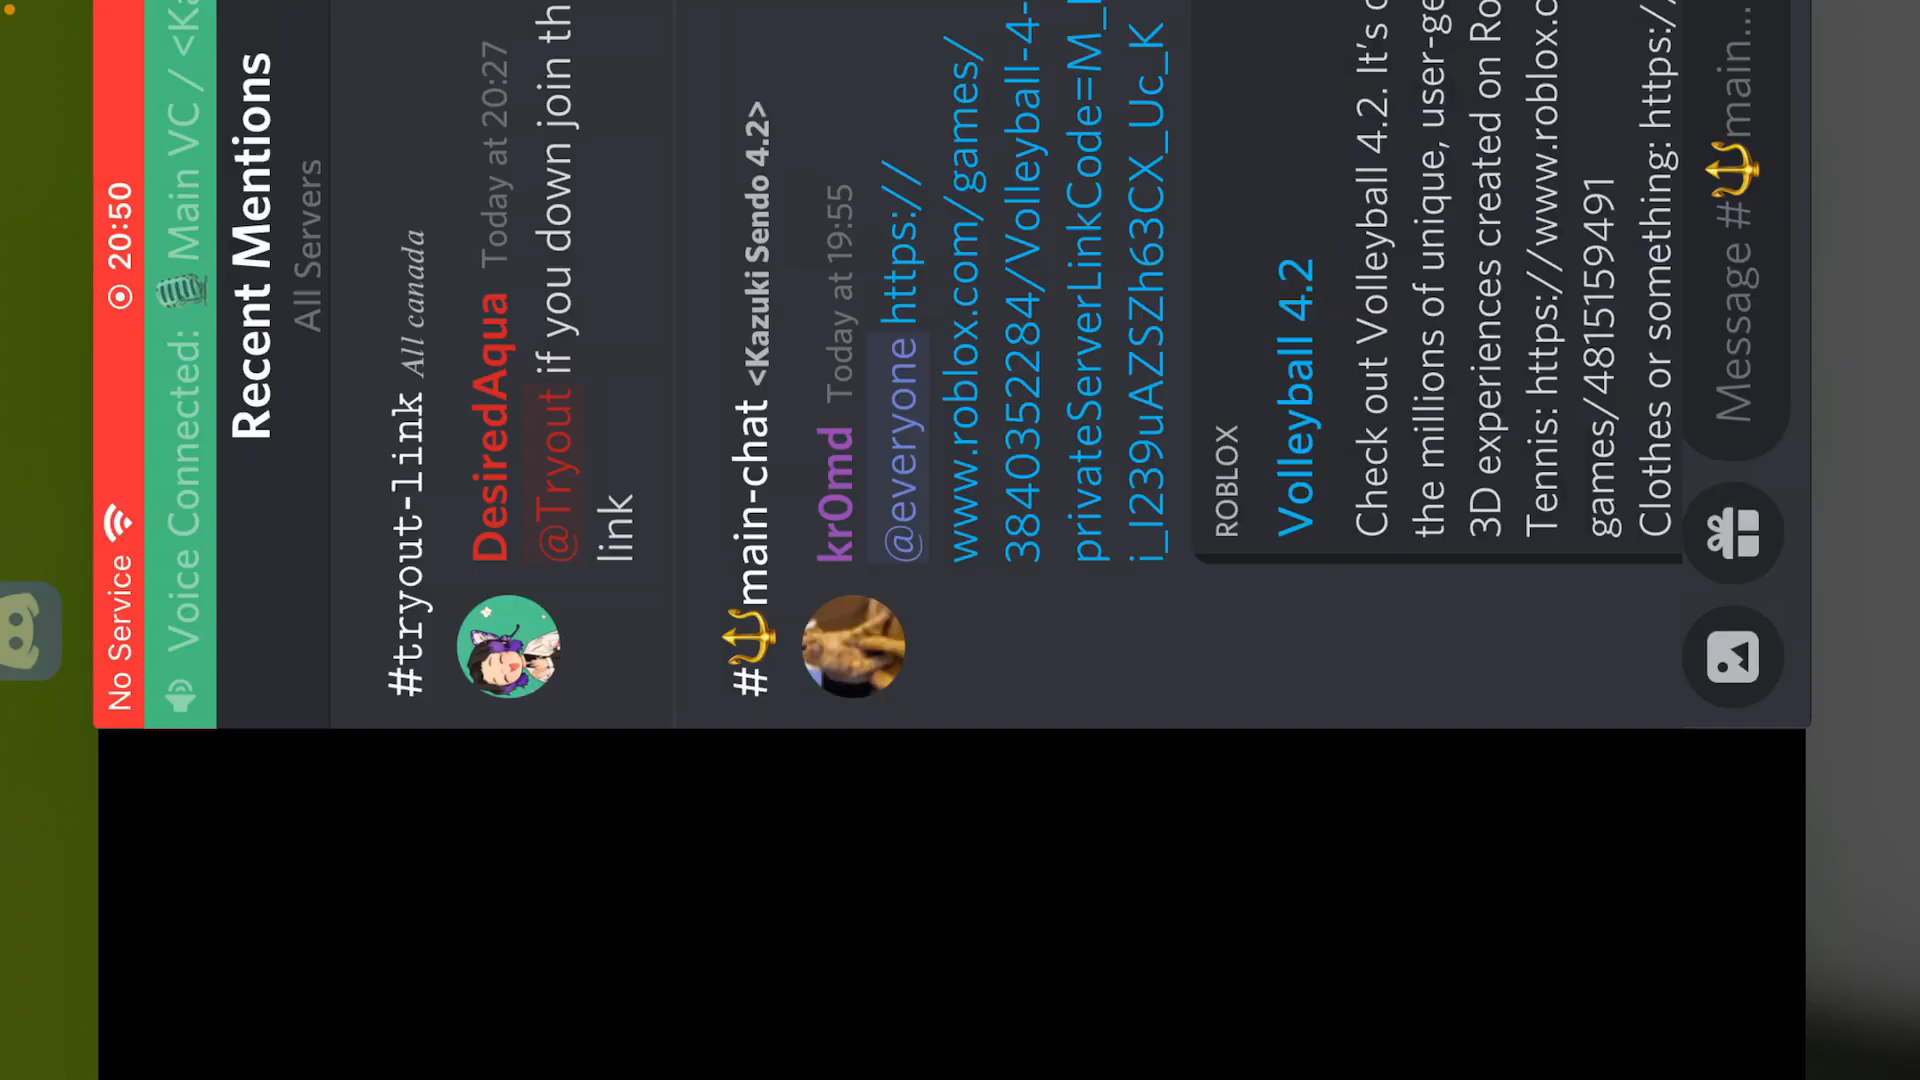 No Service 20:50
Voice Connected: 🎙️ Main VC / <Ka
Recent Mentions
All Servers
#tryout-link All canada
DesiredAqua Today at 20:27
@Tryout if you down join th
link
#🔱main-chat <Kazuki Sendo 4.2>
kr0md Today at 19:55
@everyone https://
www.roblox.com/games/
3840352284/Volleyball-4-
privateServerLinkCode=M_
i_I239uAZSZh63CX_Uc_K
ROBLOX
Volleyball 4.2
Check out Volleyball 4.2. It's
the millions of unique, user-ge
3D experiences created on Ro
Tennis: https://www.roblox.c
games/4815159491
Clothes or something: https:/
Message #🔱main...